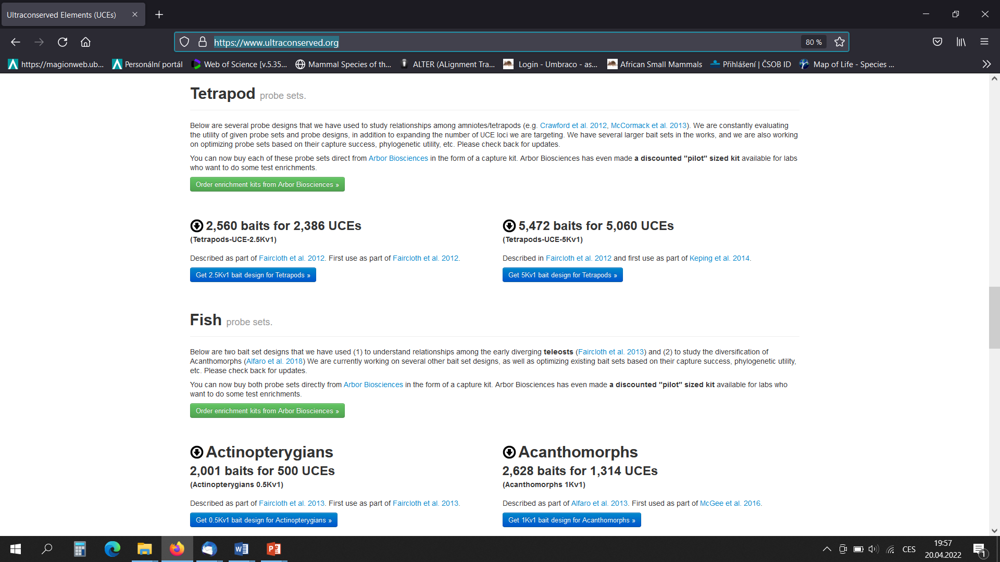 Ultraconserved Elements (UCEs)
https://www.ultraconserved.org
80 %
https://magionweb.ub...
Personální portál
Web of Science [v.5.35...
Mammal Species of th...
ALTER (ALignment Tra...
Login - Umbraco - as...
African Small Mammals
Přihlášení | ČSOB ID
Map of Life - Species ...
Tetrapod probe sets.
Below are several probe designs that we have used to study relationships among amniotes/tetrapods (e.g. Crawford et al. 2012, McCormack et al. 2013). We are constantly evaluating
the utility of given probe sets and probe designs, in addition to expanding the number of UCE loci we are targeting. We have several larger bait sets in the works, and we are also working
on optimizing probe sets based on their capture success, phylogenetic utility, etc. Please check back for updates.
You can now buy each of these probe sets direct from Arbor Biosciences in the form of a capture kit. Arbor Biosciences has even made a discounted "pilot" sized kit available for labs
who want to do some test enrichments.
Order enrichment kits from Arbor Biosciences »
2,560 baits for 2,386 UCEs
(Tetrapods-UCE-2.5Kv1)
Described as part of Faircloth et al. 2012. First use as part of Faircloth et al. 2012.
Get 2.5Kv1 bait design for Tetrapods »
5,472 baits for 5,060 UCEs
(Tetrapods-UCE-5Kv1)
Described in Faircloth et al. 2012 and first use as part of Keping et al. 2014.
Get 5Kv1 bait design for Tetrapods »
Fish probe sets.
Below are two bait set designs that we have used (1) to understand relationships among the early diverging teleosts (Faircloth et al. 2013) and (2) to study the diversification of
Acanthomorphs (Alfaro et al. 2018) We are currently working on several other bait set designs, as well as optimizing existing bait sets based on their capture success, phylogenetic utility,
etc. Please check back for updates.
You can now buy both probe sets directly from Arbor Biosciences in the form of a capture kit. Arbor Biosciences has even made a discounted "pilot" sized kit available for labs who
want to do some test enrichments.
Order enrichment kits from Arbor Biosciences »
Actinopterygians
2,001 baits for 500 UCEs
(Actinopterygians 0.5Kv1)
Described as part of Faircloth et al. 2013. First use as part of Faircloth et al. 2013.
Get 0.5Kv1 bait design for Actinopterygians »
Acanthomorphs
2,628 baits for 1,314 UCEs
(Acanthomorphs 1Kv1)
Described as part of Alfaro et al. 2013. First used as part of McGee et al. 2016.
Get 1Kv1 bait design for Acanthomorphs »
CES
19:57
20.04.2022
1